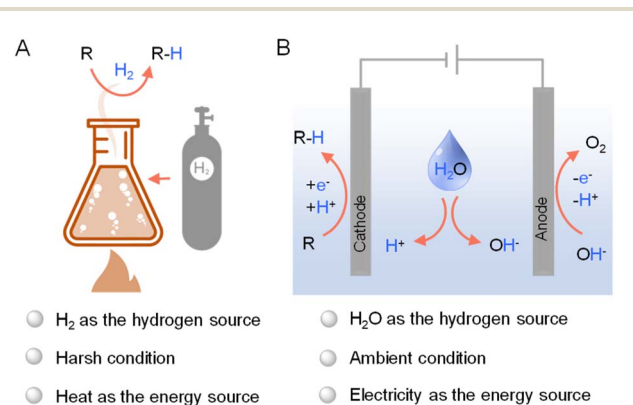 A
R
R-H
H₂
H₂
H₂ as the hydrogen source
Harsh condition
Heat as the energy source
B
R-H
+e⁻
+H⁺
R
Cathode
H₂O
H⁺
OH⁻
Anode
O₂
-e⁻
-H⁺
OH⁻
H₂O as the hydrogen source
Ambient condition
Electricity as the energy source